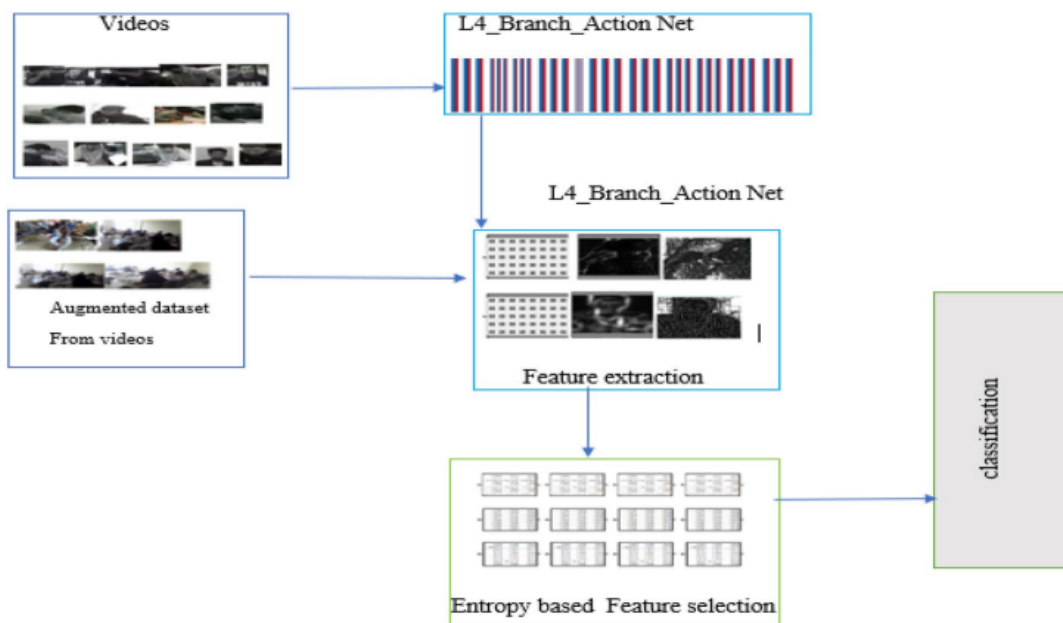 Videos
L4_Branch_Action Net
L4_Branch_Action Net
Augmented dataset
From videos
Feature extraction
classification
Entropy based Feature selection